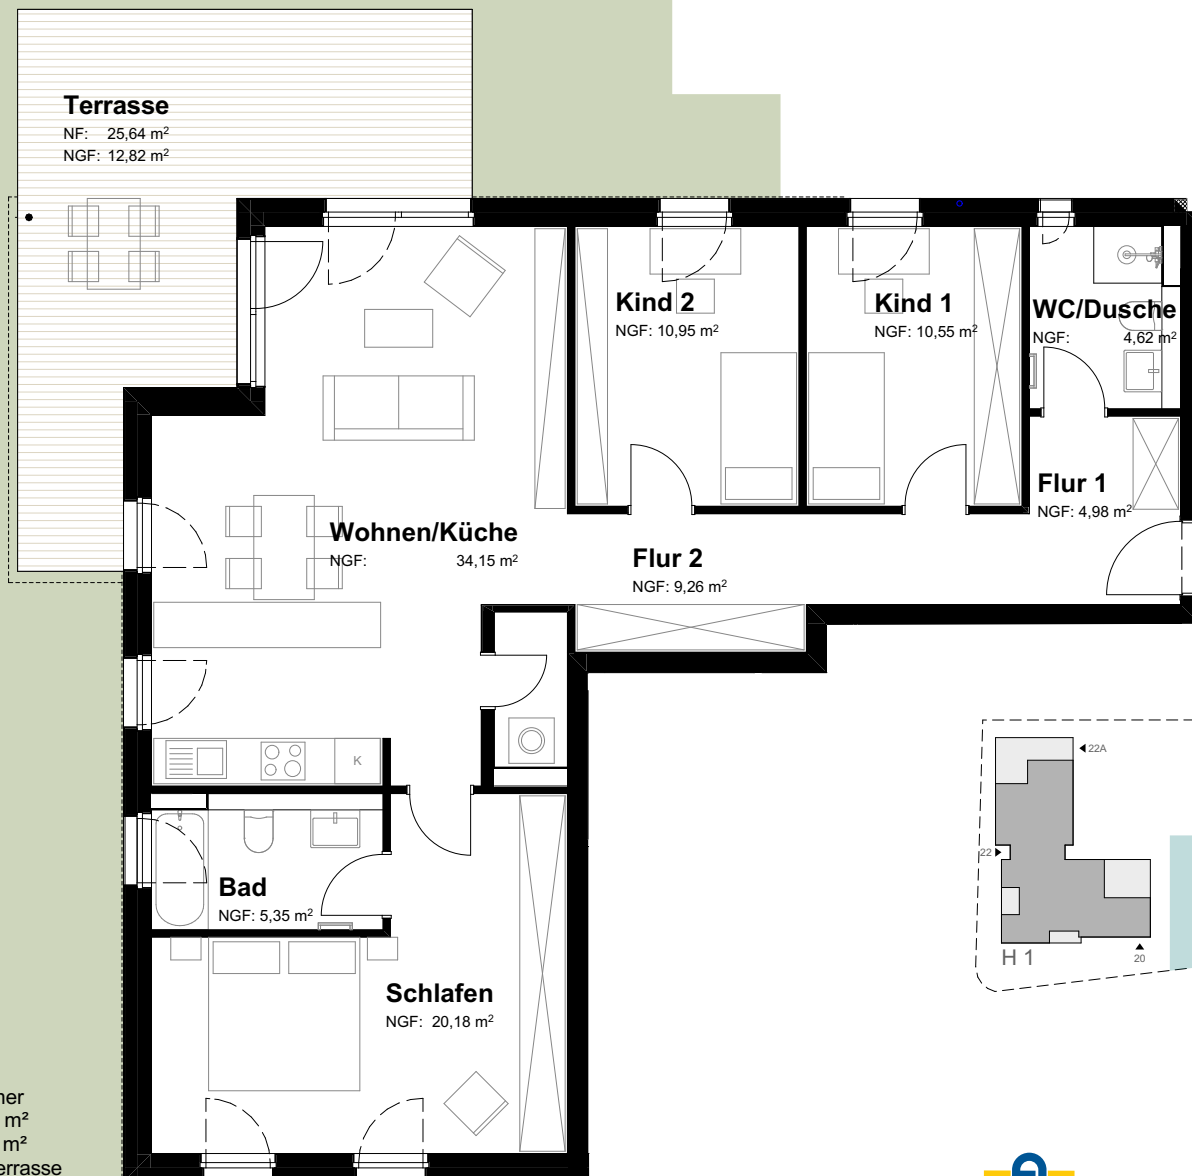 Terrasse
NF: 25,64 m²
NGF: 12,82 m²
Kind 2
NGF: 10,95 m²
Kind 1
NGF: 10,55 m²
WC/Dusche
NGF: 4,62 m²
Flur 1
NGF: 4,98 m²
Wohnen/Küche
NGF: 34,15 m²
Flur 2
NGF: 9,26 m²
K
22A
22
H 1
20
Bad
NGF: 5,35 m²
Schlafen
NGF: 20,18 m²
m²
m²